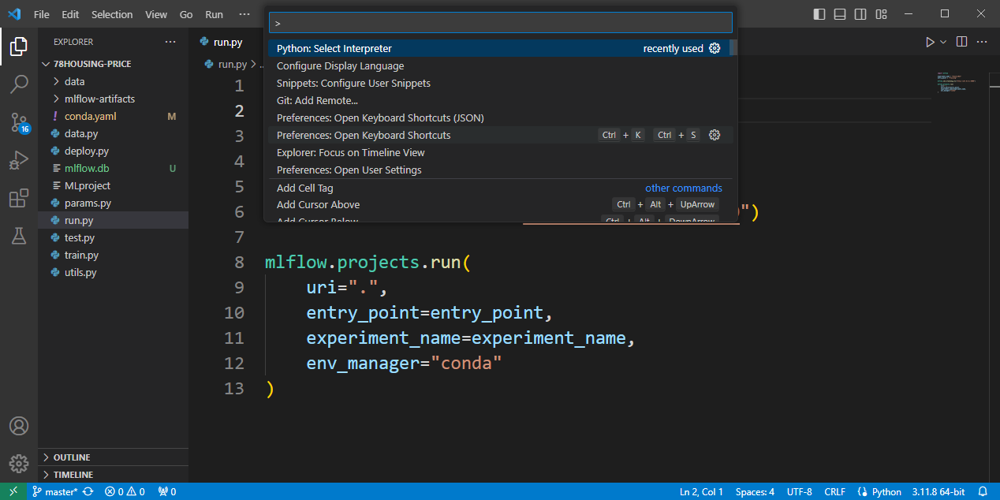 File Edit Selection View Go Run ···
>
Python: Select Interpreter recently used
Configure Display Language
Snippets: Configure User Snippets
Git: Add Remote...
Preferences: Open Keyboard Shortcuts (JSON)
Preferences: Open Keyboard Shortcuts Ctrl + K Ctrl + S
Explorer: Focus on Timeline View
Preferences: Open User Settings
Add Cell Tag other commands
Add Cursor Above Ctrl + Alt + UpArrow
Add Cursor Below Ctrl + Alt + DownArrow
EXPLORER ···
78HOUSING-PRICE
data
mlflow-artifacts
! conda.yaml M
data.py
deploy.py
mlflow.db U
MLproject
params.py
run.py
test.py
train.py
utils.py
OUTLINE
TIMELINE
16
run.py
run.py > ..
1
2
3
4
5
6 ")
7
8 mlflow.projects.run(
9 uri=".",
10 entry_point=entry_point,
11 experiment_name=experiment_name,
12 env_manager="conda"
13 )
master* 0 0 0 Ln 2, Col 1 Spaces: 4 UTF-8 CRLF Python 3.11.8 64-bit